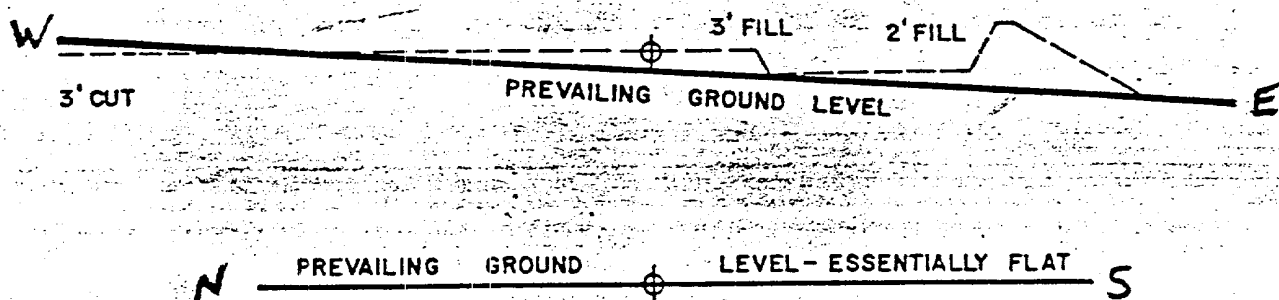 W 3' FILL 2' FILL
3' CUT PREVAILING GROUND LEVEL E
N PREVAILING GROUND LEVEL- ESSENTIALLY FLAT S